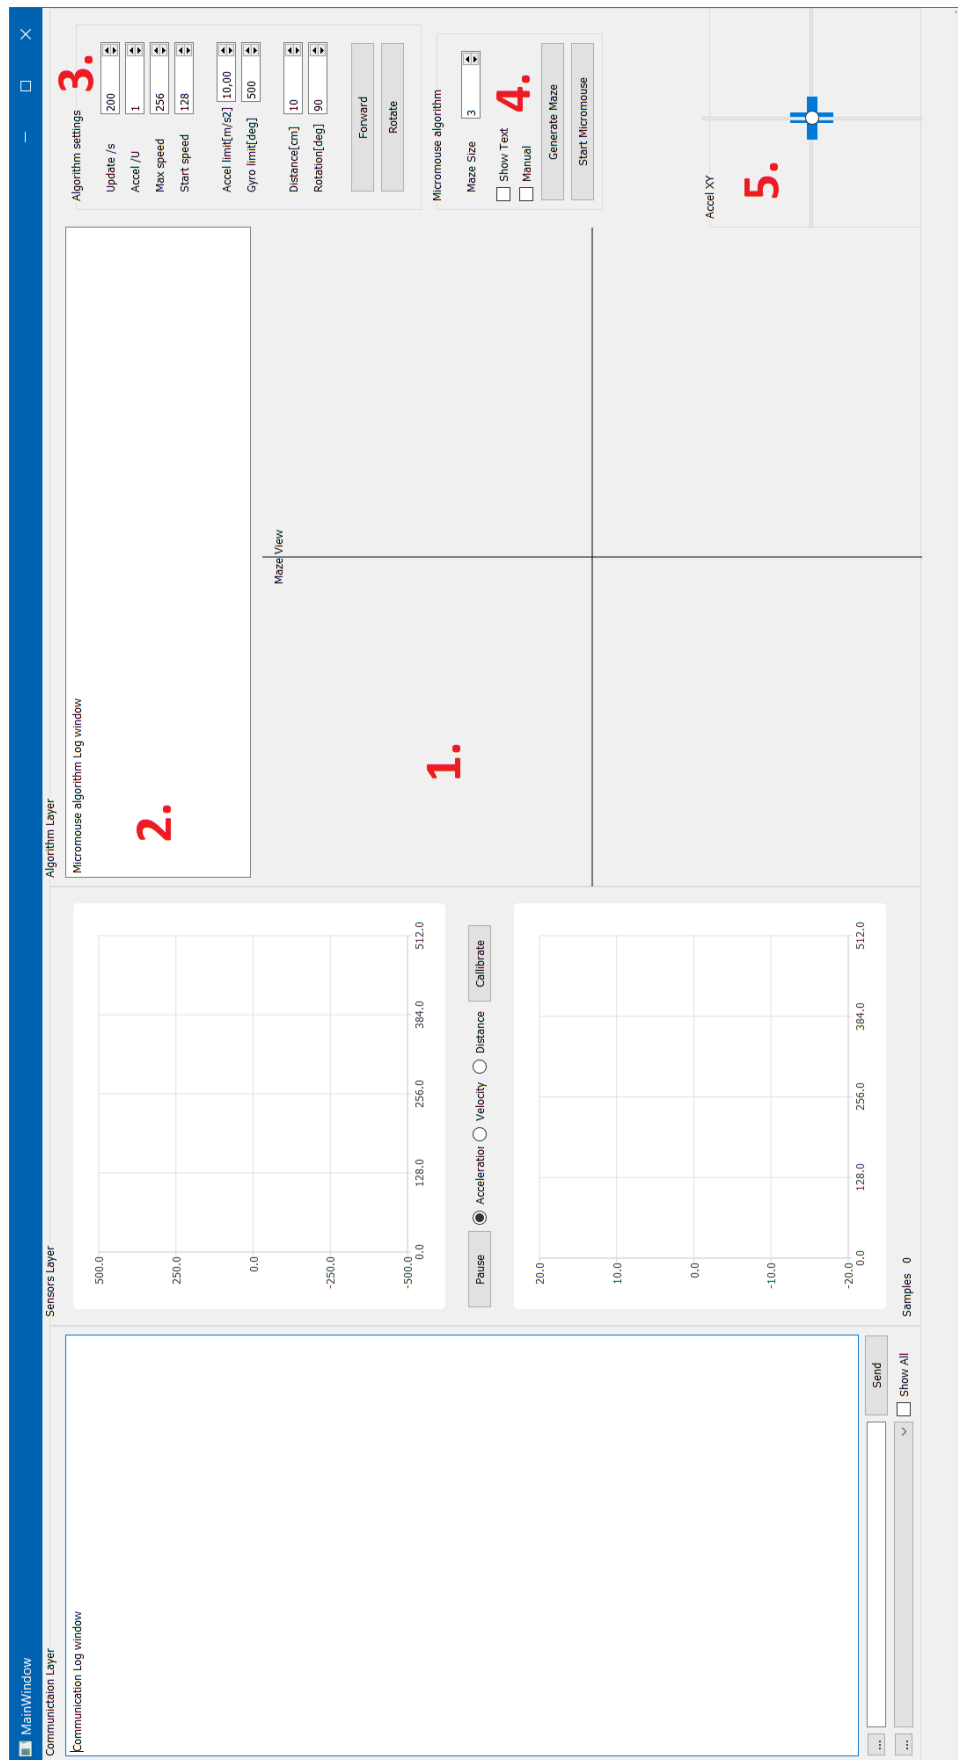 MainWindow
Communictaion Layer
Communication Log window
...
Send
...
Show All
Sensors Layer
500.0
250.0
0.0
-250.0
-500.0
0.0 128.0 256.0 384.0 512.0
Pause
Acceleration
Velocity
Distance
Callibrate
20.0
10.0
0.0
-10.0
-20.0
0.0 128.0 256.0 384.0 512.0
Samples 0
Algorithm Layer
Micromouse algorithm Log window
2.
Maze View
1.
Algorithm settings
3.
Update /s 200
Accel /U 1
Max speed 256
Start speed 128
Accel limit[m/s2] 10,00
Gyro limit[deg] 500
Distance[cm] 10
Rotation[deg] 90
Forward
Rotate
Micromouse algorithm
Maze Size 3
Show Text
Manual
4.
Generate Maze
Start Micromouse
Accel XY
5.